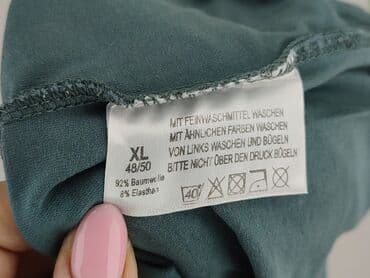 XL
48/50
92% Baumwolle
8% Elasthan
MIT FEINWASCHMITTEL WASCHEN
MIT ÄHNLICHEN FARBEN WASCHEN
VON LINKS WASCHEN UND BÜGELN
BITTE NICHT ÜBER DEN DRUCK BÜGELN
40°